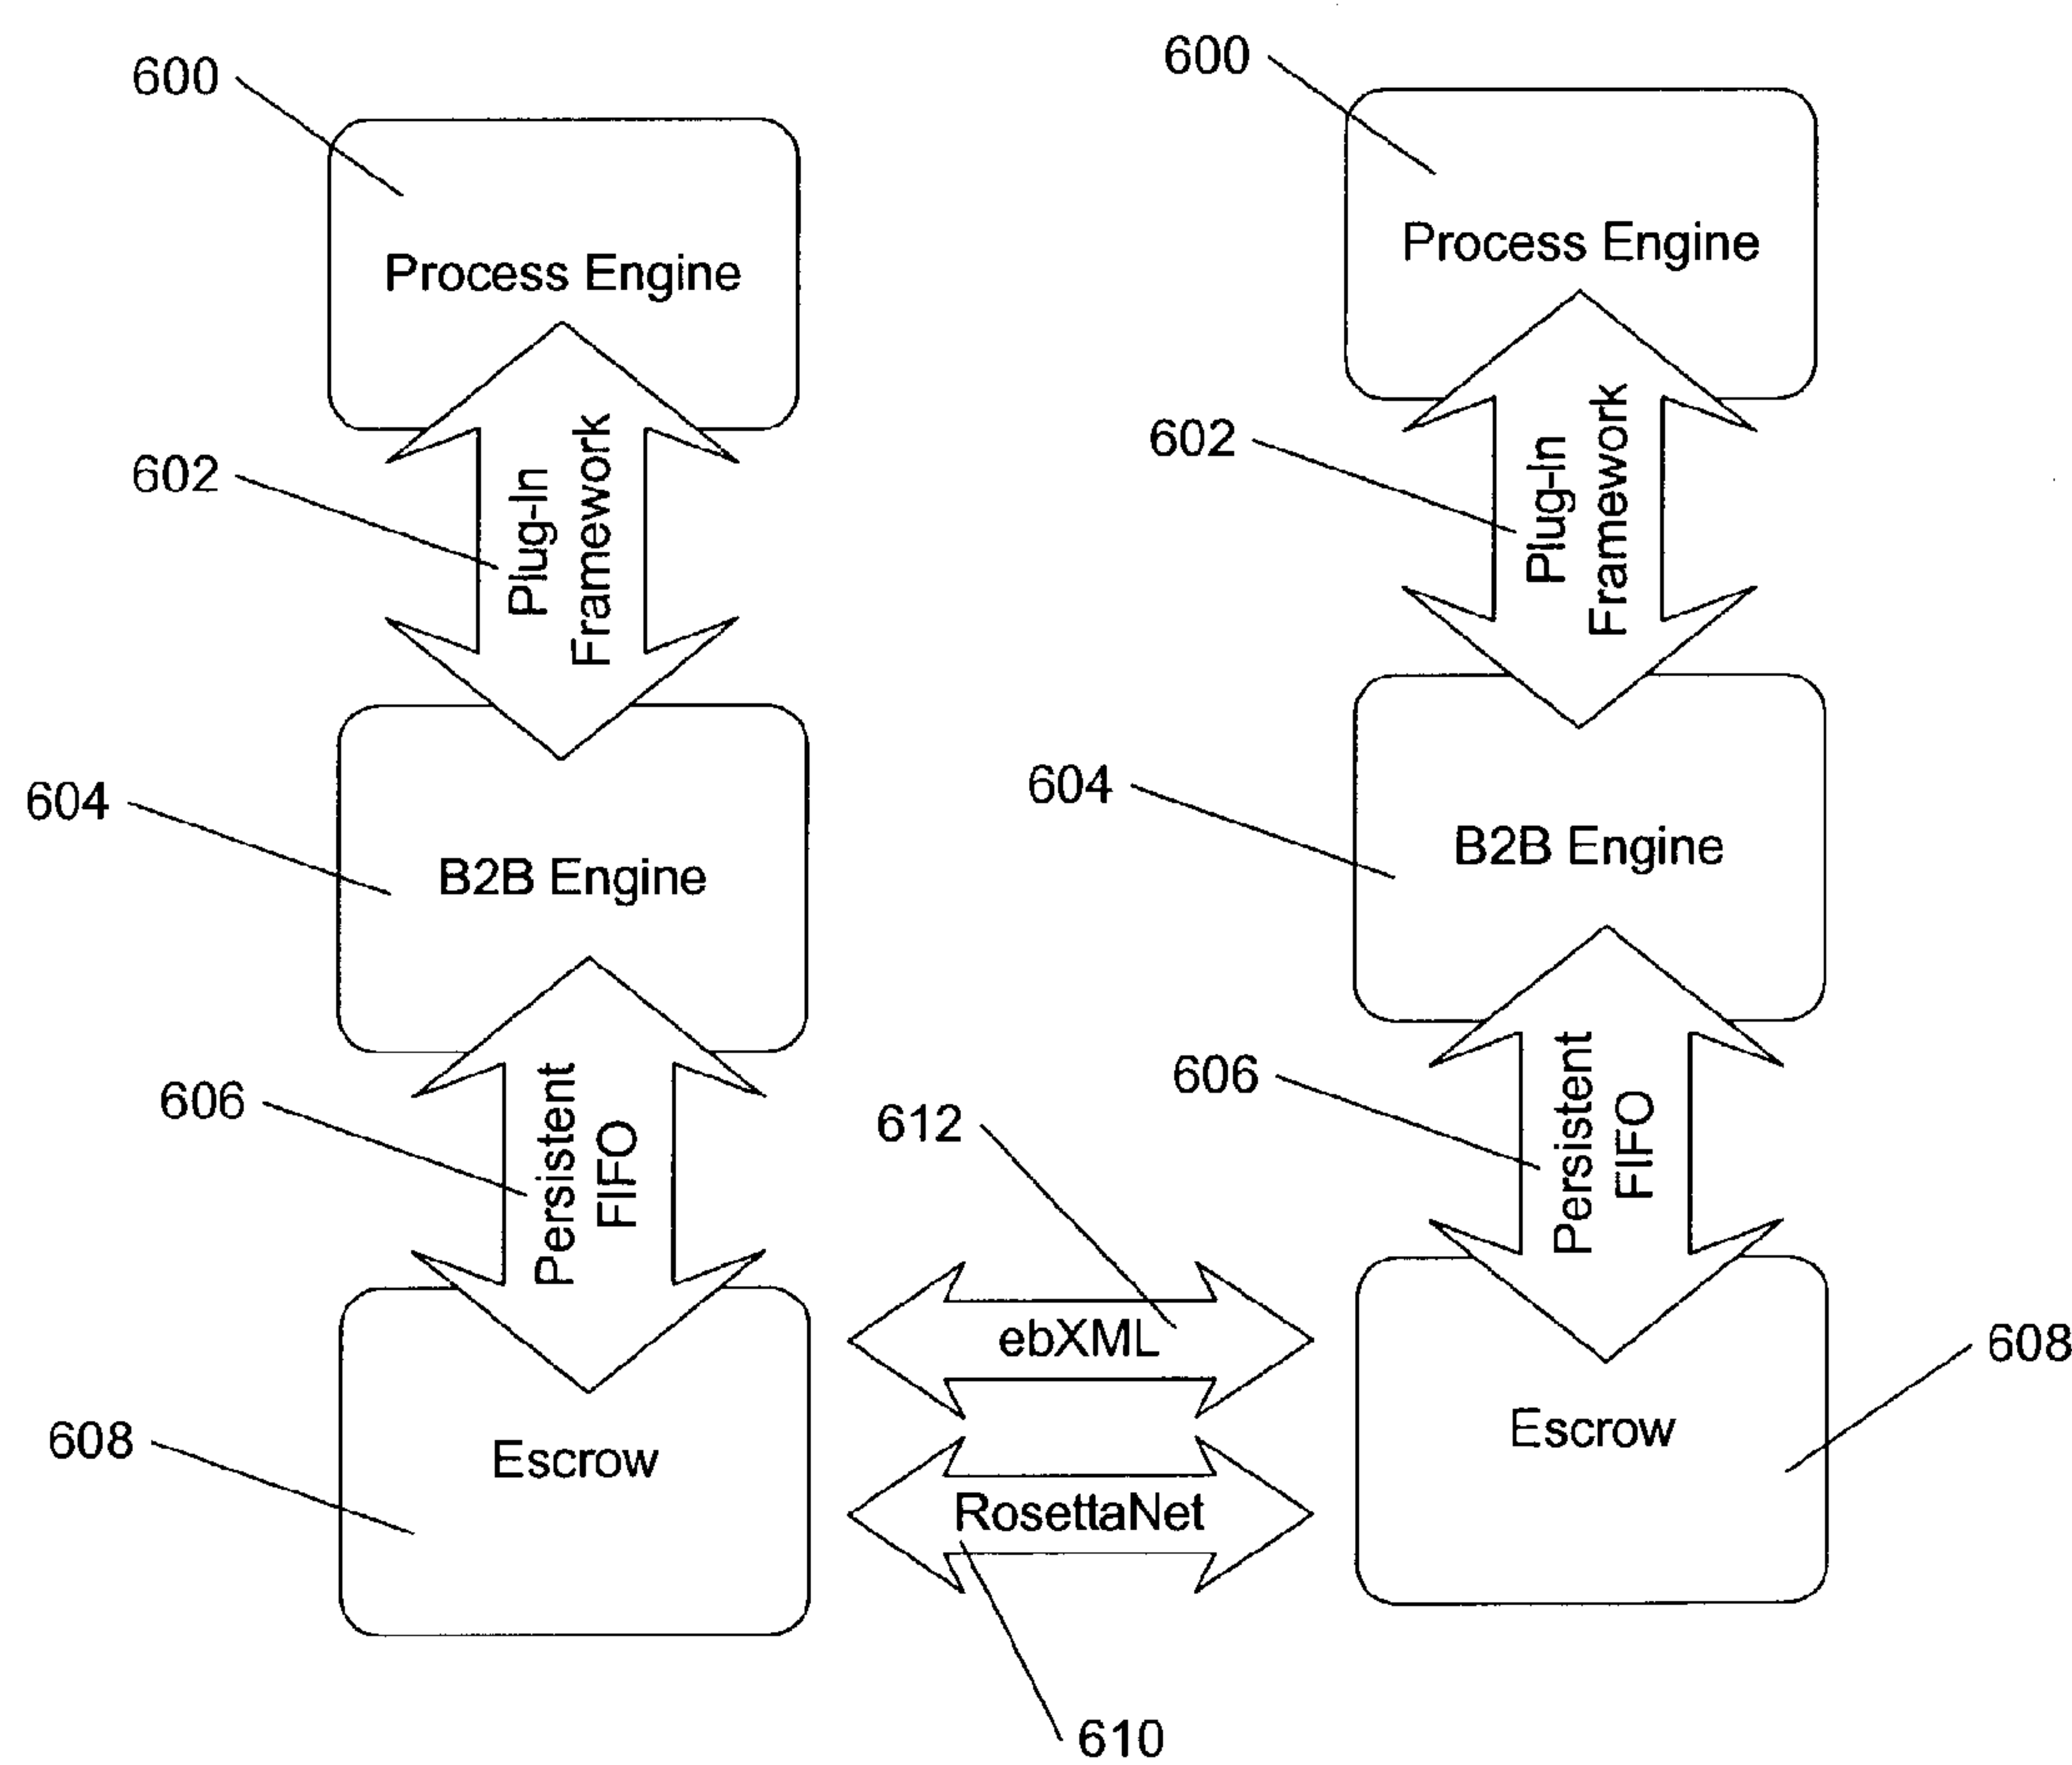 600
Process Engine
602
Plug-In
Framework
604
B2B Engine
606
Persistent
FIFO
608
Escrow
612
ebXML
RosettaNet
610
600
Process Engine
602
Plug-In
Framework
604
B2B Engine
606
Persistent
FIFO
608
Escrow